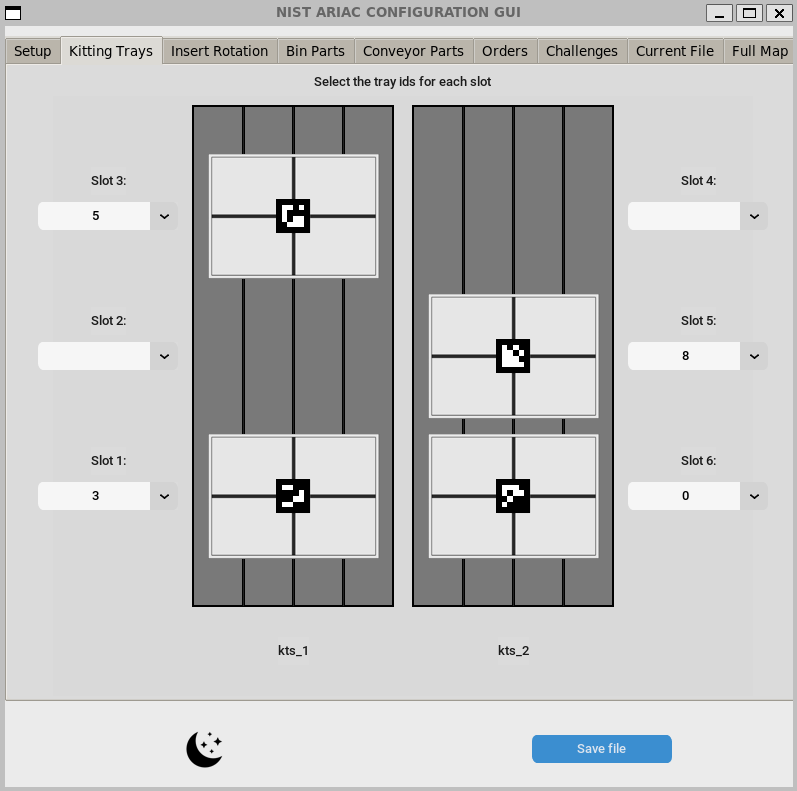 NIST ARIAC CONFIGURATION GUI
Setup Kitting Trays Insert Rotation Bin Parts Conveyor Parts Orders Challenges Current File Full Map
Select the tray ids for each slot
Slot 3:
5
Slot 2:
Slot 1:
3
Slot 4:
Slot 5:
8
Slot 6:
0
kts_1
kts_2
Save file